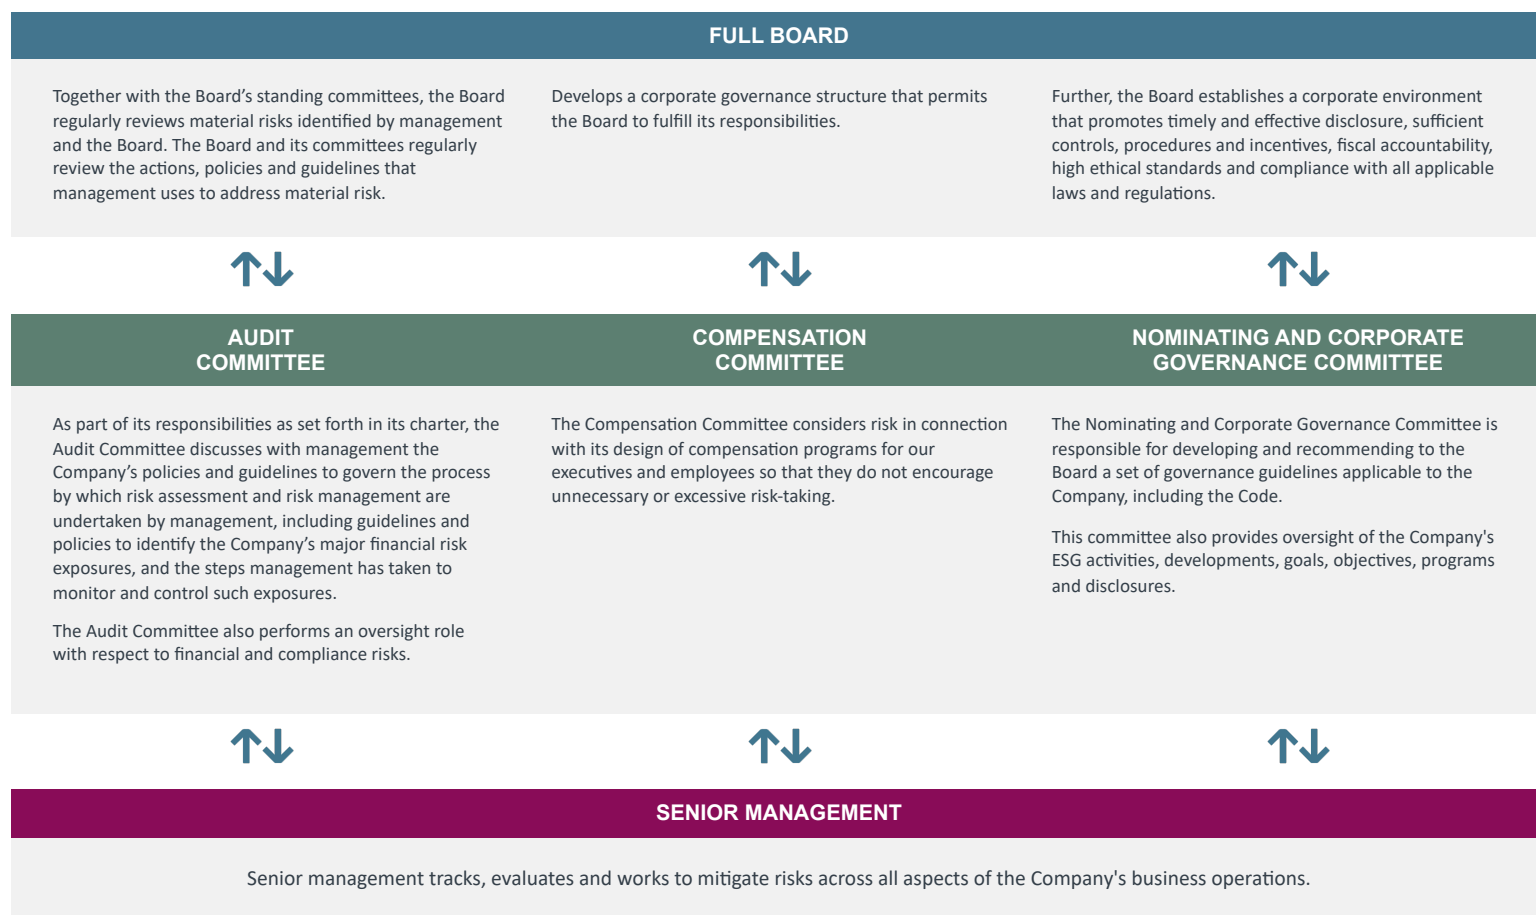 FULL BOARD
Together with the Board’s standing committees, the Board
regularly reviews material risks identified by management
and the Board. The Board and its committees regularly
review the actions, policies and guidelines that
management uses to address material risk.
Develops a corporate governance structure that permits
the Board to fulfill its responsibilities.
Further, the Board establishes a corporate environment
that promotes timely and effective disclosure, sufficient
controls, procedures and incentives, fiscal accountability,
high ethical standards and compliance with all applicable
laws and regulations.
AUDIT
COMMITTEE
COMPENSATION
COMMITTEE
NOMINATING AND CORPORATE
GOVERNANCE COMMITTEE
As part of its responsibilities as set forth in its charter, the
Audit Committee discusses with management the
Company’s policies and guidelines to govern the process
by which risk assessment and risk management are
undertaken by management, including guidelines and
policies to identify the Company’s major financial risk
exposures, and the steps management has taken to
monitor and control such exposures.
The Audit Committee also performs an oversight role
with respect to financial and compliance risks.
The Compensation Committee considers risk in connection
with its design of compensation programs for our
executives and employees so that they do not encourage
unnecessary or excessive risk-taking.
The Nominating and Corporate Governance Committee is
responsible for developing and recommending to the
Board a set of governance guidelines applicable to the
Company, including the Code.
This committee also provides oversight of the Company's
ESG activities, developments, goals, objectives, programs
and disclosures.
SENIOR MANAGEMENT
Senior management tracks, evaluates and works to mitigate risks across all aspects of the Company's business operations.